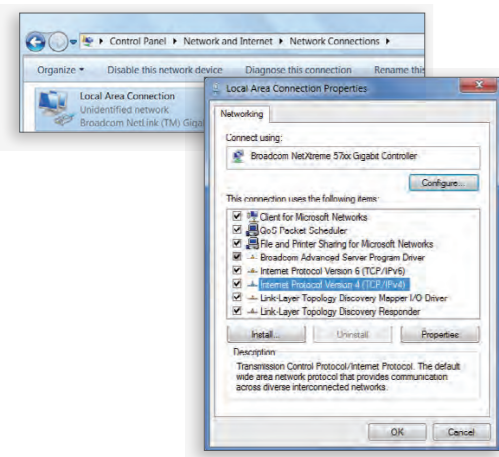 Control Panel ▸ Network and Internet ▸ Network Connections ▸
Organize ▾ Disable this network device Diagnose this connection Rename this
Local Area Connection
Unidentified network
Broadcom NetLink (TM) Giga
Local Area Connection Properties
Networking
Connect using:
Broadcom NetXtreme 57xx Gigabit Controller
Configure...
This connection uses the following items:
Client for Microsoft Networks
QoS Packet Scheduler
File and Printer Sharing for Microsoft Networks
Broadcom Advanced Server Program Driver
Internet Protocol Version 6 (TCP/IPv6)
Internet Protocol Version 4 (TCP/IPv4)
Link-Layer Topology Discovery Mapper I/O Driver
Link-Layer Topology Discovery Responder
Install... Uninstall Properties
Description
Transmission Control Protocol/Internet Protocol. The default
wide area network protocol that provides communication
across diverse interconnected networks.
OK Cancel